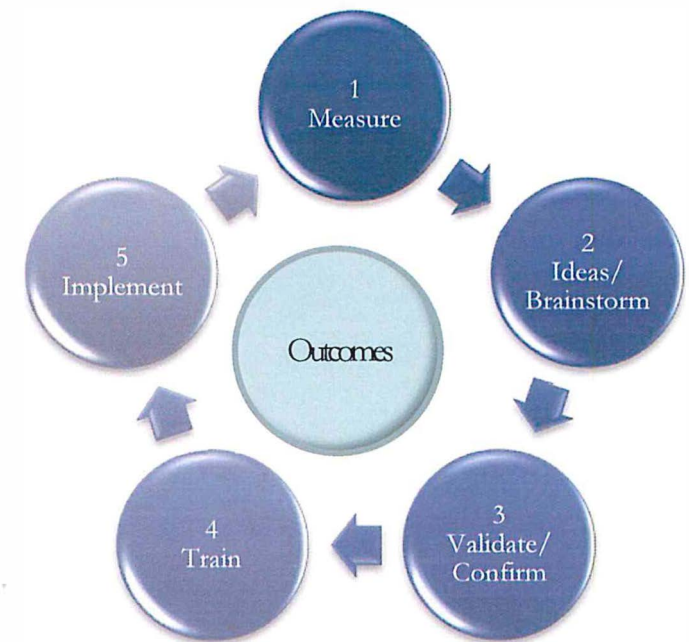 1
Measure
2
Ideas/
Brainstorm
3
Validate/
Confirm
4
Train
5
Implement
Outcomes